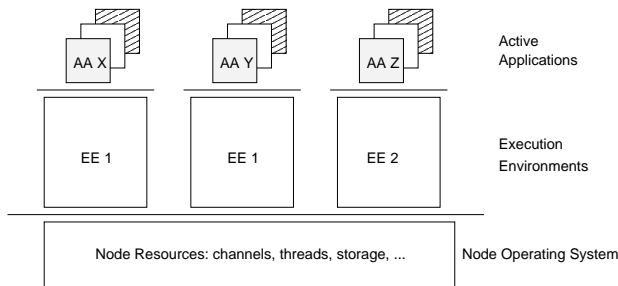 AA X
AA Y
AA Z
Active
Applications
EE 1
EE 1
EE 2
Execution
Environments
Node Resources: channels, threads, storage, ...
Node Operating System